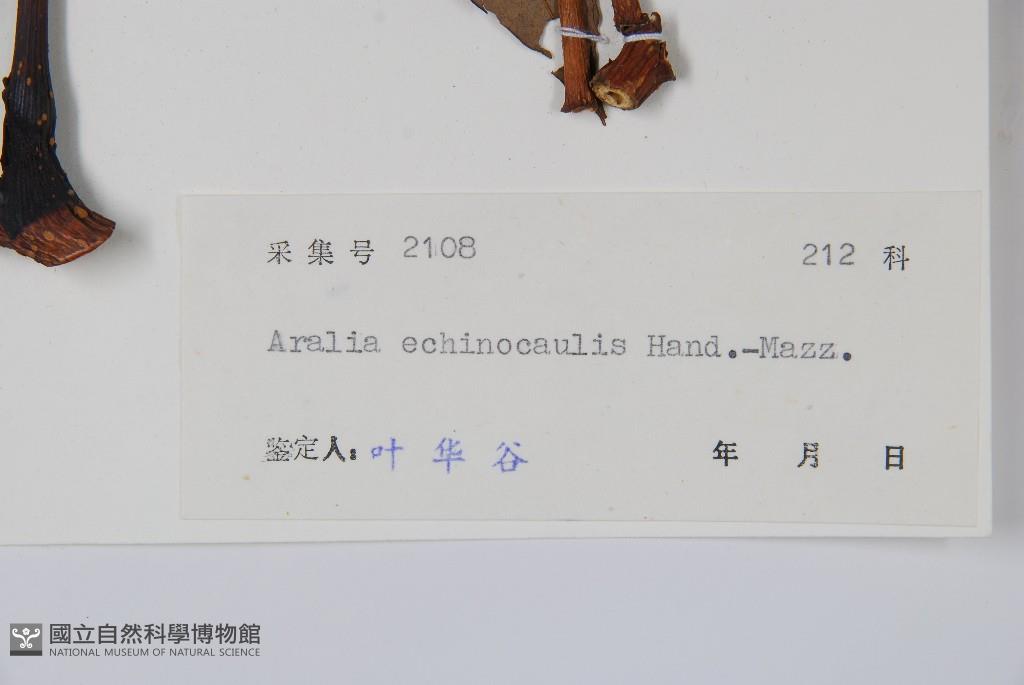 采集号 2108 212 科
Aralia echinocaulis Hand.-Mazz.
鉴定人: 叶华谷 年 月 日
國立自然科學博物館
NATIONAL MUSEUM OF NATURAL SCIENCE